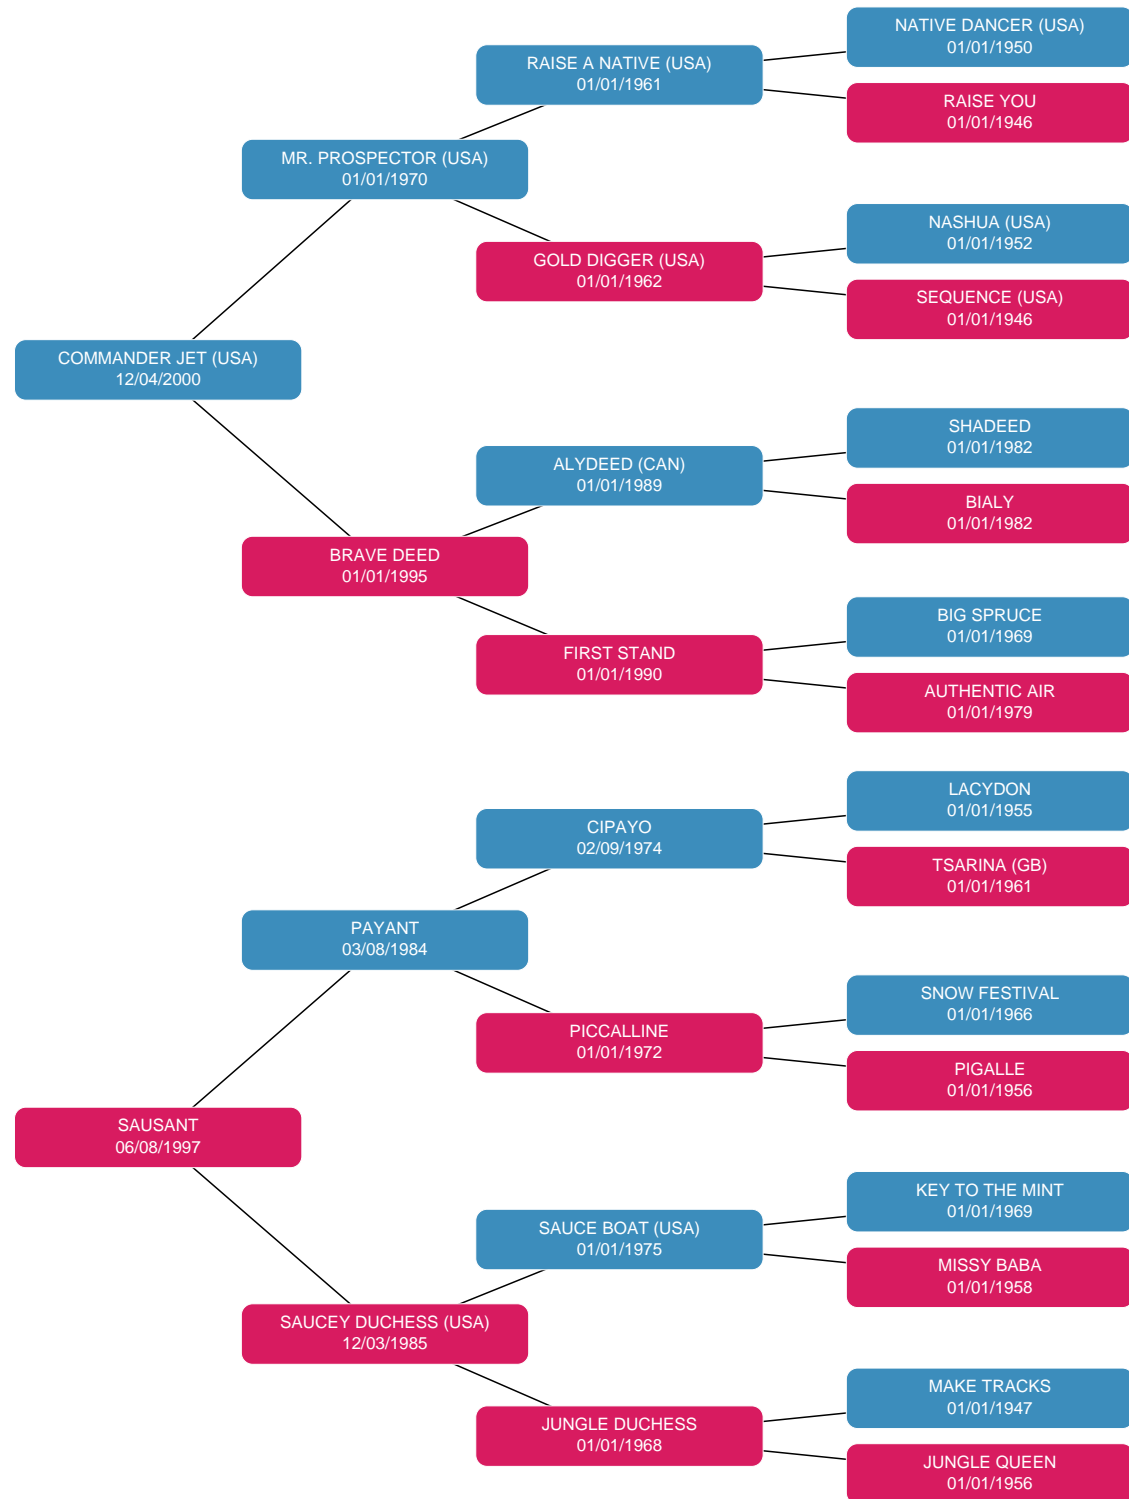 NATIVE DANCER (USA)
01/01/1950
RAISE A NATIVE (USA)
01/01/1961
RAISE YOU
01/01/1946
MR. PROSPECTOR (USA)
01/01/1970
NASHUA (USA)
01/01/1952
GOLD DIGGER (USA)
01/01/1962
SEQUENCE (USA)
01/01/1946
COMMANDER JET (USA)
12/04/2000
SHADEED
01/01/1982
ALYDEED (CAN)
01/01/1989
BIALY
01/01/1982
BRAVE DEED
01/01/1995
BIG SPRUCE
01/01/1969
FIRST STAND
01/01/1990
AUTHENTIC AIR
01/01/1979
LACYDON
01/01/1955
CIPAYO
02/09/1974
TSARINA (GB)
01/01/1961
PAYANT
03/08/1984
SNOW FESTIVAL
01/01/1966
PICCALLINE
01/01/1972
PIGALLE
01/01/1956
SAUSANT
06/08/1997
KEY TO THE MINT
01/01/1969
SAUCE BOAT (USA)
01/01/1975
MISSY BABA
01/01/1958
SAUCEY DUCHESS (USA)
12/03/1985
MAKE TRACKS
01/01/1947
JUNGLE DUCHESS
01/01/1968
JUNGLE QUEEN
01/01/1956